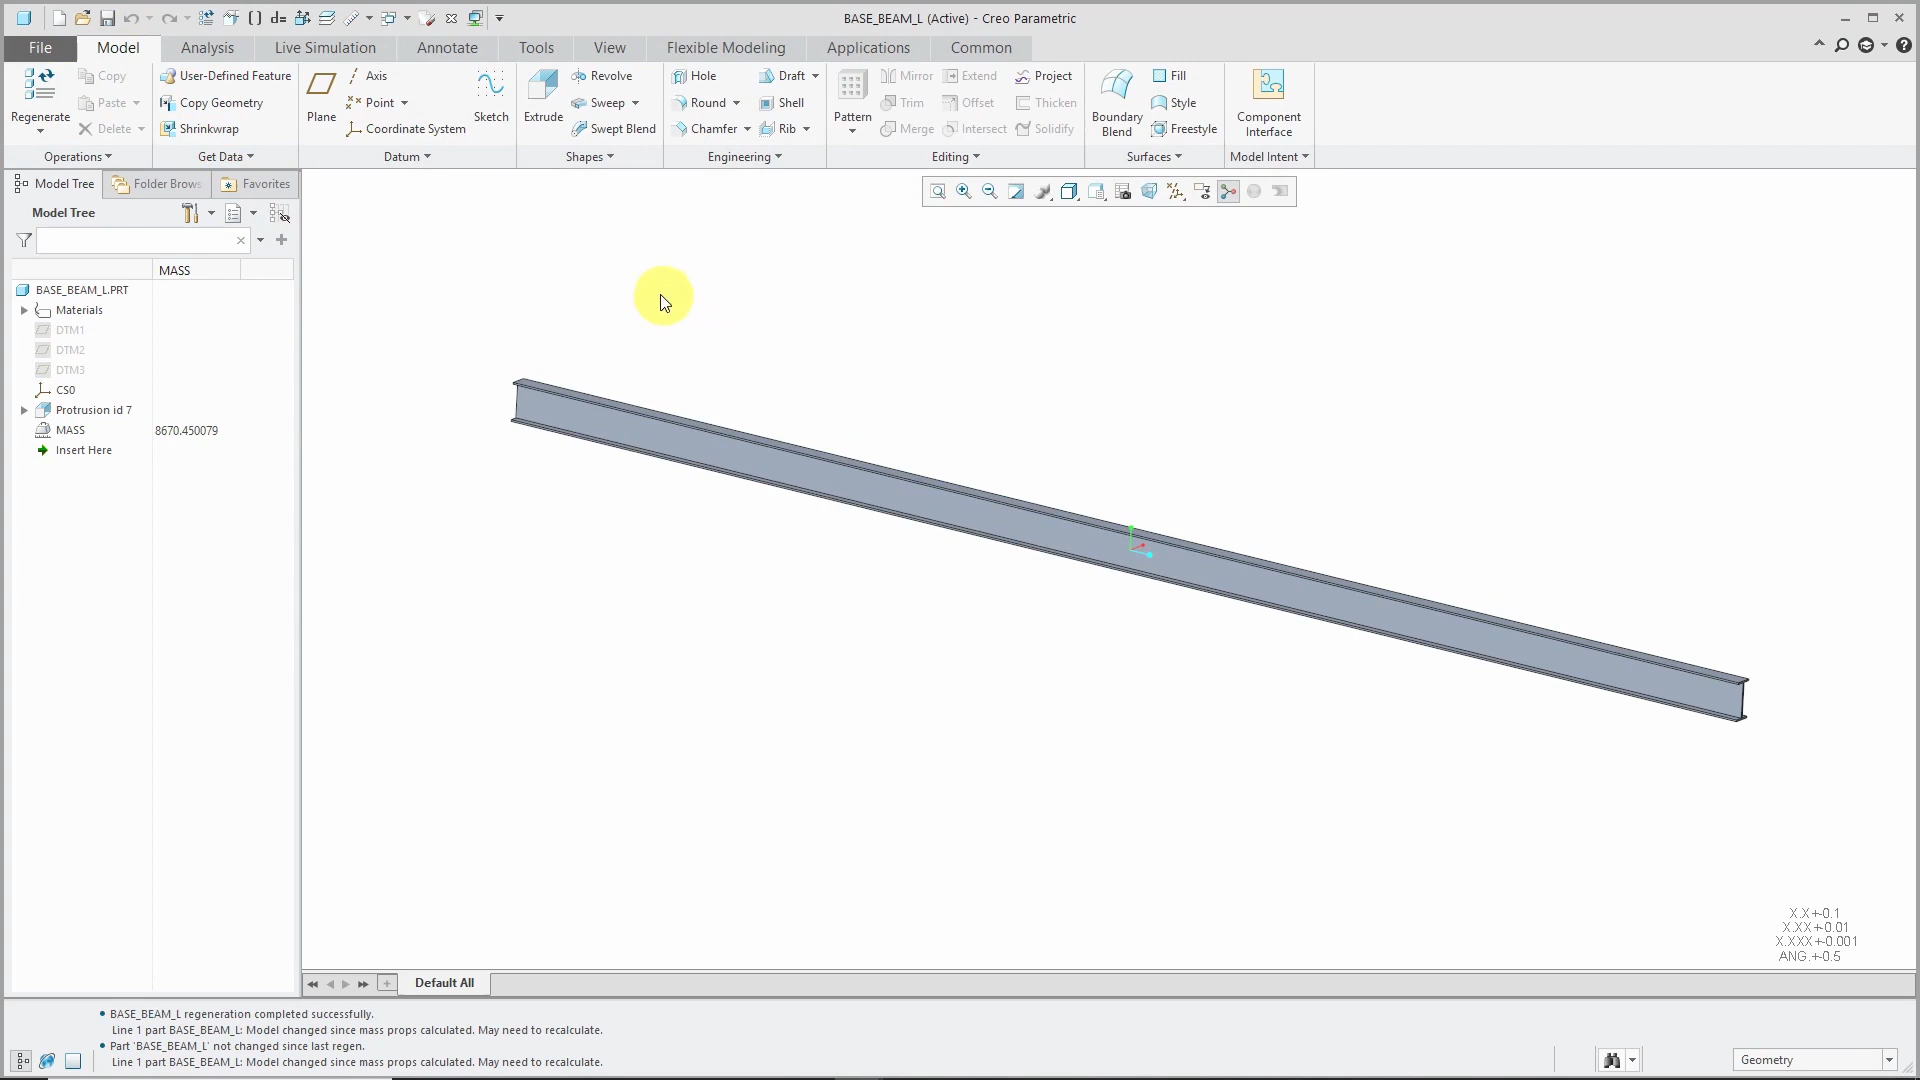 BASE_BEAM_L (Active) - Creo Parametric
File Model Analysis Live Simulation Annotate Tools View Flexible Modeling Applications Common
Regenerate
Copy
Paste
Delete
Operations
User-Defined Feature
Copy Geometry
Shrinkwrap
Get Data
Plane
Axis
Point
Coordinate System
Sketch
Datum
Extrude
Revolve
Sweep
Swept Blend
Shapes
Hole
Round
Chamfer
Draft
Shell
Rib
Engineering
Pattern
Mirror
Trim
Merge
Extend
Offset
Intersect
Project
Thicken
Solidify
Editing
Boundary
Blend
Fill
Style
Freestyle
Surfaces
Component
Interface
Model Intent
Model Tree Folder Brows Favorites
Model Tree
MASS
BASE_BEAM_L.PRT
Materials
DTM1
DTM2
DTM3
CS0
Protrusion id 7
MASS 8670.450079
Insert Here
X.X+-0.1
X.XX+-0.01
X.XXX+-0.001
ANG.+-0.5
Default All
BASE_BEAM_L regeneration completed successfully.
Line 1 part BASE_BEAM_L: Model changed since mass props calculated. May need to recalculate.
Part 'BASE_BEAM_L' not changed since last regen.
Line 1 part BASE_BEAM_L: Model changed since mass props calculated. May need to recalculate.
Geometry